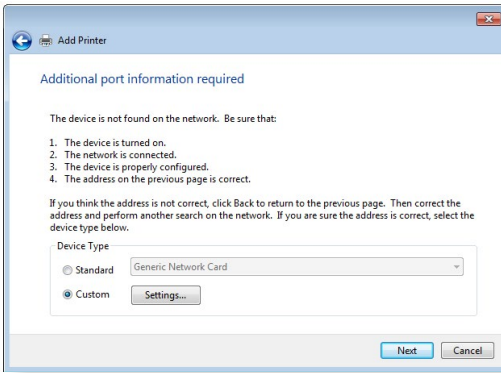 Add Printer
Additional port information required
The device is not found on the network.  Be sure that:
1.  The device is turned on.
2.  The network is connected.
3.  The device is properly configured.
4.  The address on the previous page is correct.
If you think the address is not correct, click Back to return to the previous page.  Then correct the
address and perform another search on the network.  If you are sure the address is correct, select the
device type below.
Device Type
Standard Generic Network Card
Custom Settings...
Next Cancel